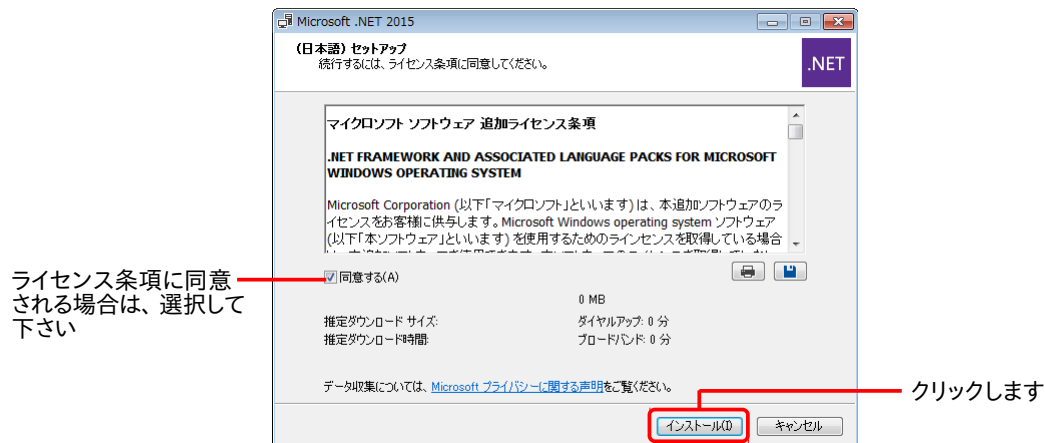 Microsoft .NET 2015
(日本語) セットアップ
続行するには、ライセンス条項に同意してください。
.NET
マイクロソフト ソフトウェア 追加ライセンス条項
.NET FRAMEWORK AND ASSOCIATED LANGUAGE PACKS FOR MICROSOFT
WINDOWS OPERATING SYSTEM
Microsoft Corporation (以下「マイクロソフト」といいます) は、本追加ソフトウェアのラ
イセンスをお客様に供与します。Microsoft Windows operating system ソフトウェア
(以下「本ソフトウェア」といいます) を使用するためのラインセンスを取得している場合
ライセンス条項に同意
される場合は、選択して
下さい
同意する(A)
0 MB
推定ダウンロード サイズ: ダイヤルアップ: 0 分
推定ダウンロード時間: ブロードバンド: 0 分
データ収集については、Microsoft プライバシーに関する声明をご覧ください。
クリックします
インストール(I) キャンセル